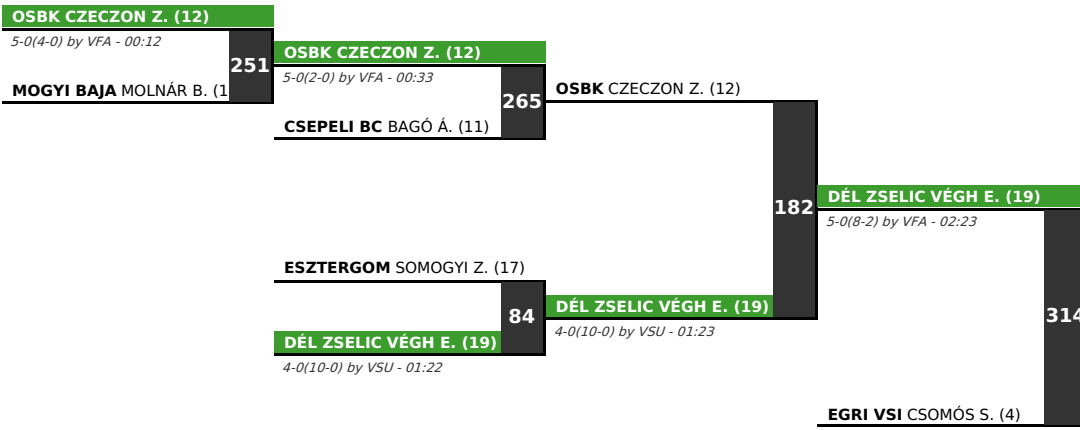 OSBK CZECZON Z. (12)
5-0(4-0) by VFA - 00:12
251
MOGYI BAJA MOLNÁR B. (1
OSBK CZECZON Z. (12)
5-0(2-0) by VFA - 00:33
265
CSEPELI BC BAGÓ Á. (11)
OSBK CZECZON Z. (12)
182
ESZTERGOM SOMOGYI Z. (17)
84
DÉL ZSELIC VÉGH E. (19)
4-0(10-0) by VSU - 01:22
DÉL ZSELIC VÉGH E. (19)
4-0(10-0) by VSU - 01:23
DÉL ZSELIC VÉGH E. (19)
5-0(8-2) by VFA - 02:23
314
EGRI VSI CSOMÓS S. (4)